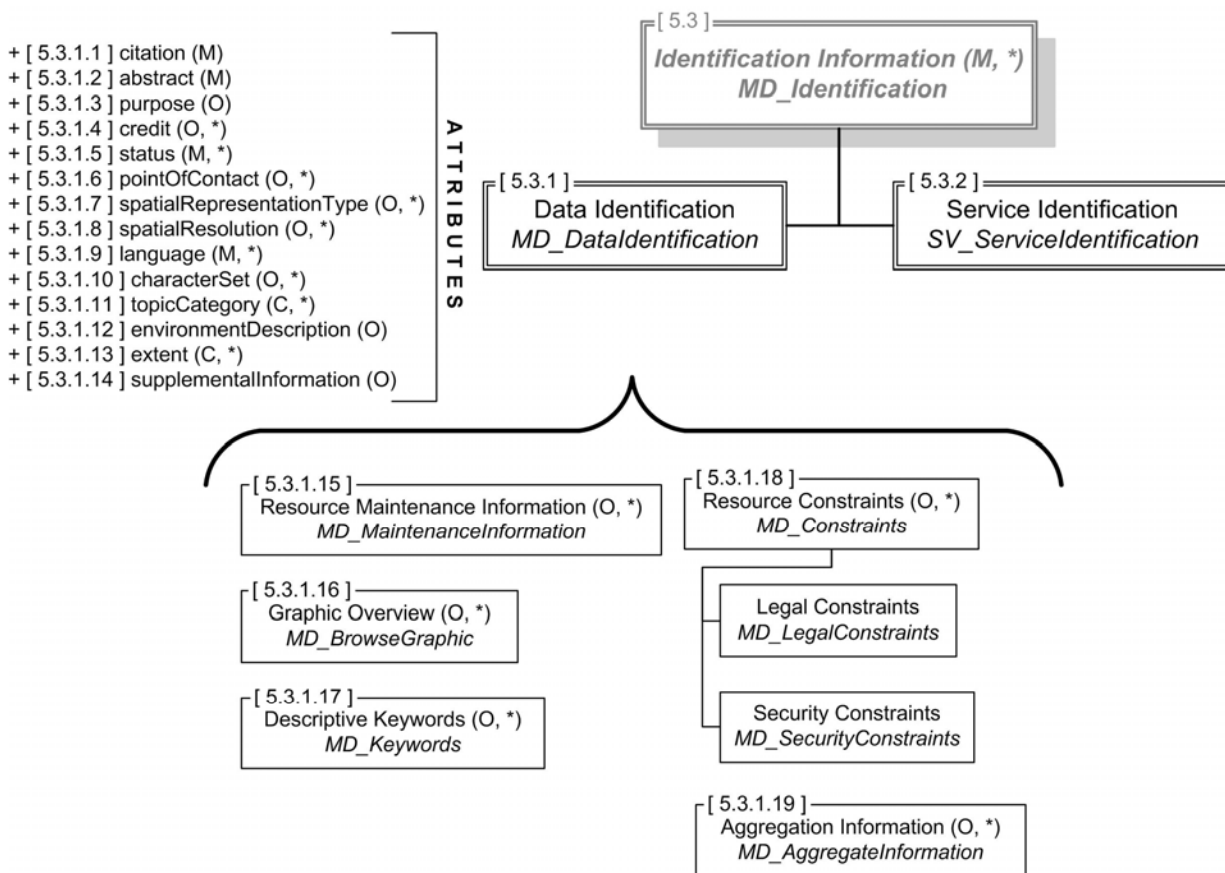 + [ 5.3.1.1 ] citation (M)
+ [ 5.3.1.2 ] abstract (M)
+ [ 5.3.1.3 ] purpose (O)
+ [ 5.3.1.4 ] credit (O, *)
+ [ 5.3.1.5 ] status (M, *)
+ [ 5.3.1.6 ] pointOfContact (O, *)
+ [ 5.3.1.7 ] spatialRepresentationType (O, *)
+ [ 5.3.1.8 ] spatialResolution (O, *)
+ [ 5.3.1.9 ] language (M, *)
+ [ 5.3.1.10 ] characterSet (O, *)
+ [ 5.3.1.11 ] topicCategory (C, *)
+ [ 5.3.1.12 ] environmentDescription (O)
+ [ 5.3.1.13 ] extent (C, *)
+ [ 5.3.1.14 ] supplementalInformation (O)
ATTRIBUTES
[ 5.3 ]
Identification Information (M, *)
MD_Identification
[ 5.3.1 ]
Data Identification
MD_DataIdentification
[ 5.3.2 ]
Service Identification
SV_ServiceIdentification
[ 5.3.1.15 ]
Resource Maintenance Information (O, *)
MD_MaintenanceInformation
[ 5.3.1.16 ]
Graphic Overview (O, *)
MD_BrowseGraphic
[ 5.3.1.17 ]
Descriptive Keywords (O, *)
MD_Keywords
[ 5.3.1.18 ]
Resource Constraints (O, *)
MD_Constraints
Legal Constraints
MD_LegalConstraints
Security Constraints
MD_SecurityConstraints
[ 5.3.1.19 ]
Aggregation Information (O, *)
MD_AggregateInformation